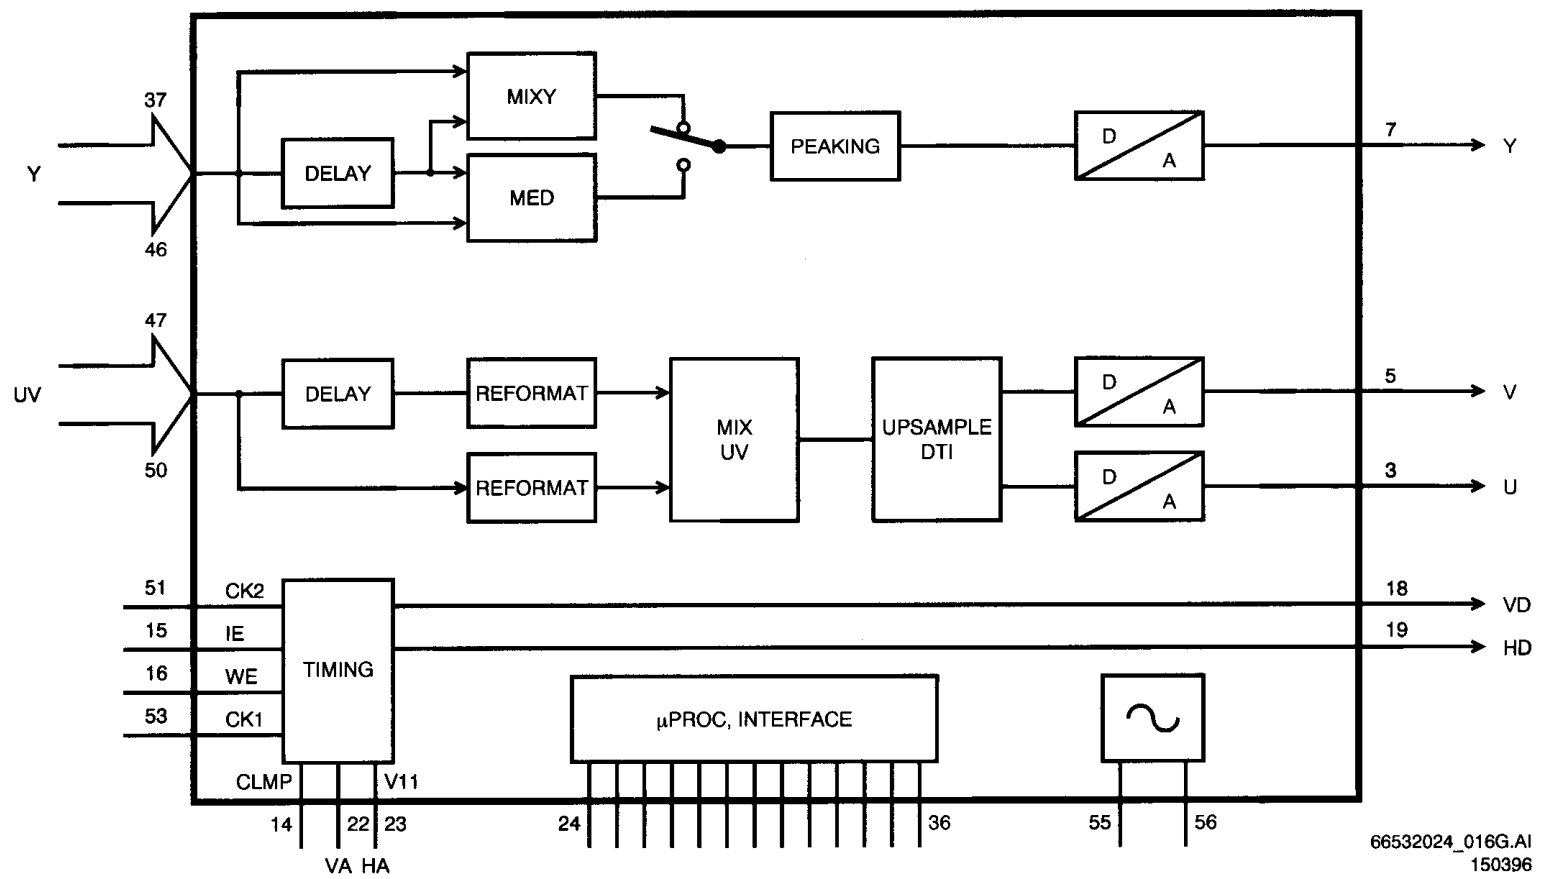 37
Y
46
MIXY
DELAY
MED
PEAKING
D
A
7
Y
47
UV
50
DELAY
REFORMAT
REFORMAT
MIX
UV
UPSAMPLE
DTI
D
A
5
V
D
A
3
U
51
CK2
15
IE
16
WE
53
CK1
TIMING
18
VD
19
HD
µPROC, INTERFACE
CLMP
V11
14
22
23
VA HA
24
36
55
56
66532024_016G.AI
150396